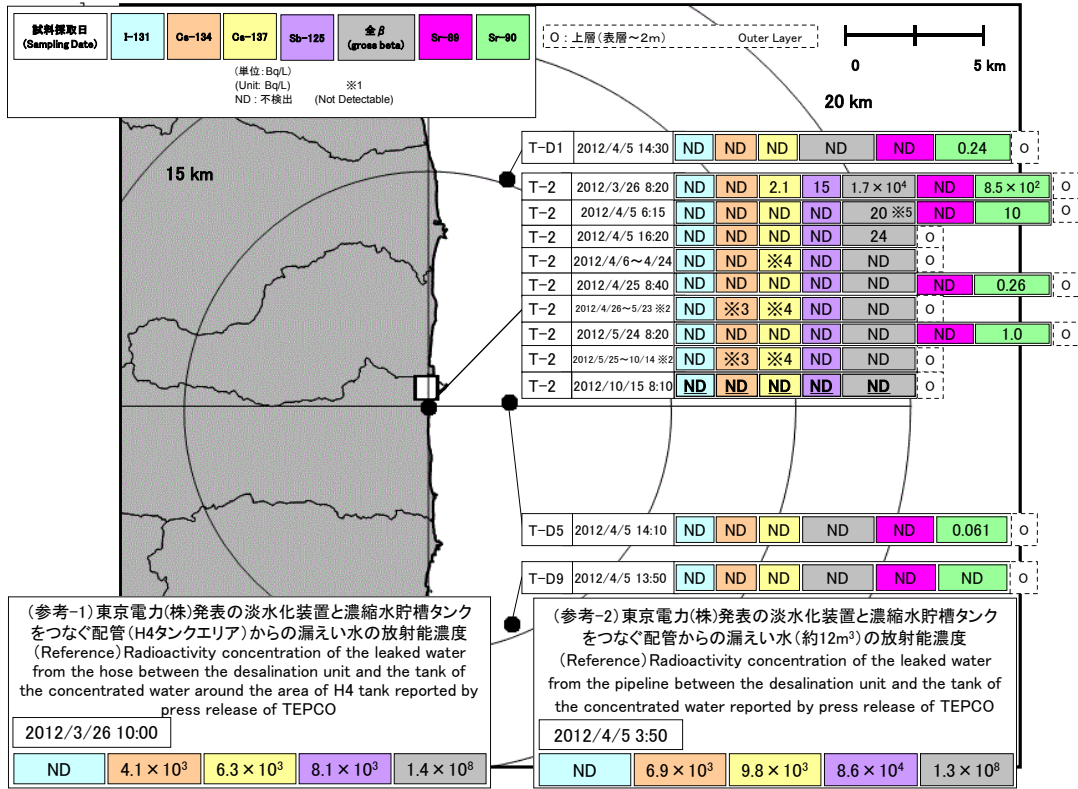 試料採取日
(Sampling Date)
I-131
Cs-134
Cs-137
Sb-125
全β
(gross beta)
Sr-89
Sr-90
(単位: Bq/L)
(Unit: Bq/L)
※1
ND : 不検出
(Not Detectable)
O : 上層(表層～2m) Outer Layer
0 5 km
20 km
15 km
T-D1 2012/4/5 14:30 ND ND ND ND ND 0.24 O
T-2 2012/3/26 8:20 ND ND 2.1 15 1.7×10⁴ ND 8.5×10² O
T-2 2012/4/5 6:15 ND ND ND ND 20 ※5 ND 10 O
T-2 2012/4/5 16:20 ND ND ND ND 24 O
T-2 2012/4/6～4/24 ND ND ※4 ND ND O
T-2 2012/4/25 8:40 ND ND ND ND ND ND 0.26 O
T-2 2012/4/26～5/23 ※2 ND ※3 ※4 ND ND O
T-2 2012/5/24 8:20 ND ND ND ND ND ND 1.0 O
T-2 2012/5/25～10/14 ※2 ND ※3 ※4 ND ND O
T-2 2012/10/15 8:10 ND ND ND ND ND O
T-D5 2012/4/5 14:10 ND ND ND ND ND 0.061 O
T-D9 2012/4/5 13:50 ND ND ND ND ND ND O
(参考-1)東京電力(株)発表の淡水化装置と濃縮水貯槽タンク
をつなぐ配管(H4タンクエリア)からの漏えい水の放射能濃度
(Reference)Radioactivity concentration of the leaked water
from the hose between the desalination unit and the tank of
the concentrated water around the area of H4 tank reported by
press release of TEPCO
2012/3/26 10:00
ND 4.1×10³ 6.3×10³ 8.1×10³ 1.4×10⁸
(参考-2)東京電力(株)発表の淡水化装置と濃縮水貯槽タンク
をつなぐ配管からの漏えい水(約12m³)の放射能濃度
(Reference)Radioactivity concentration of the leaked water
from the pipeline between the desalination unit and the tank of
the concentrated water reported by press release of TEPCO
2012/4/5 3:50
ND 6.9×10³ 9.8×10³ 8.6×10⁴ 1.3×10⁸